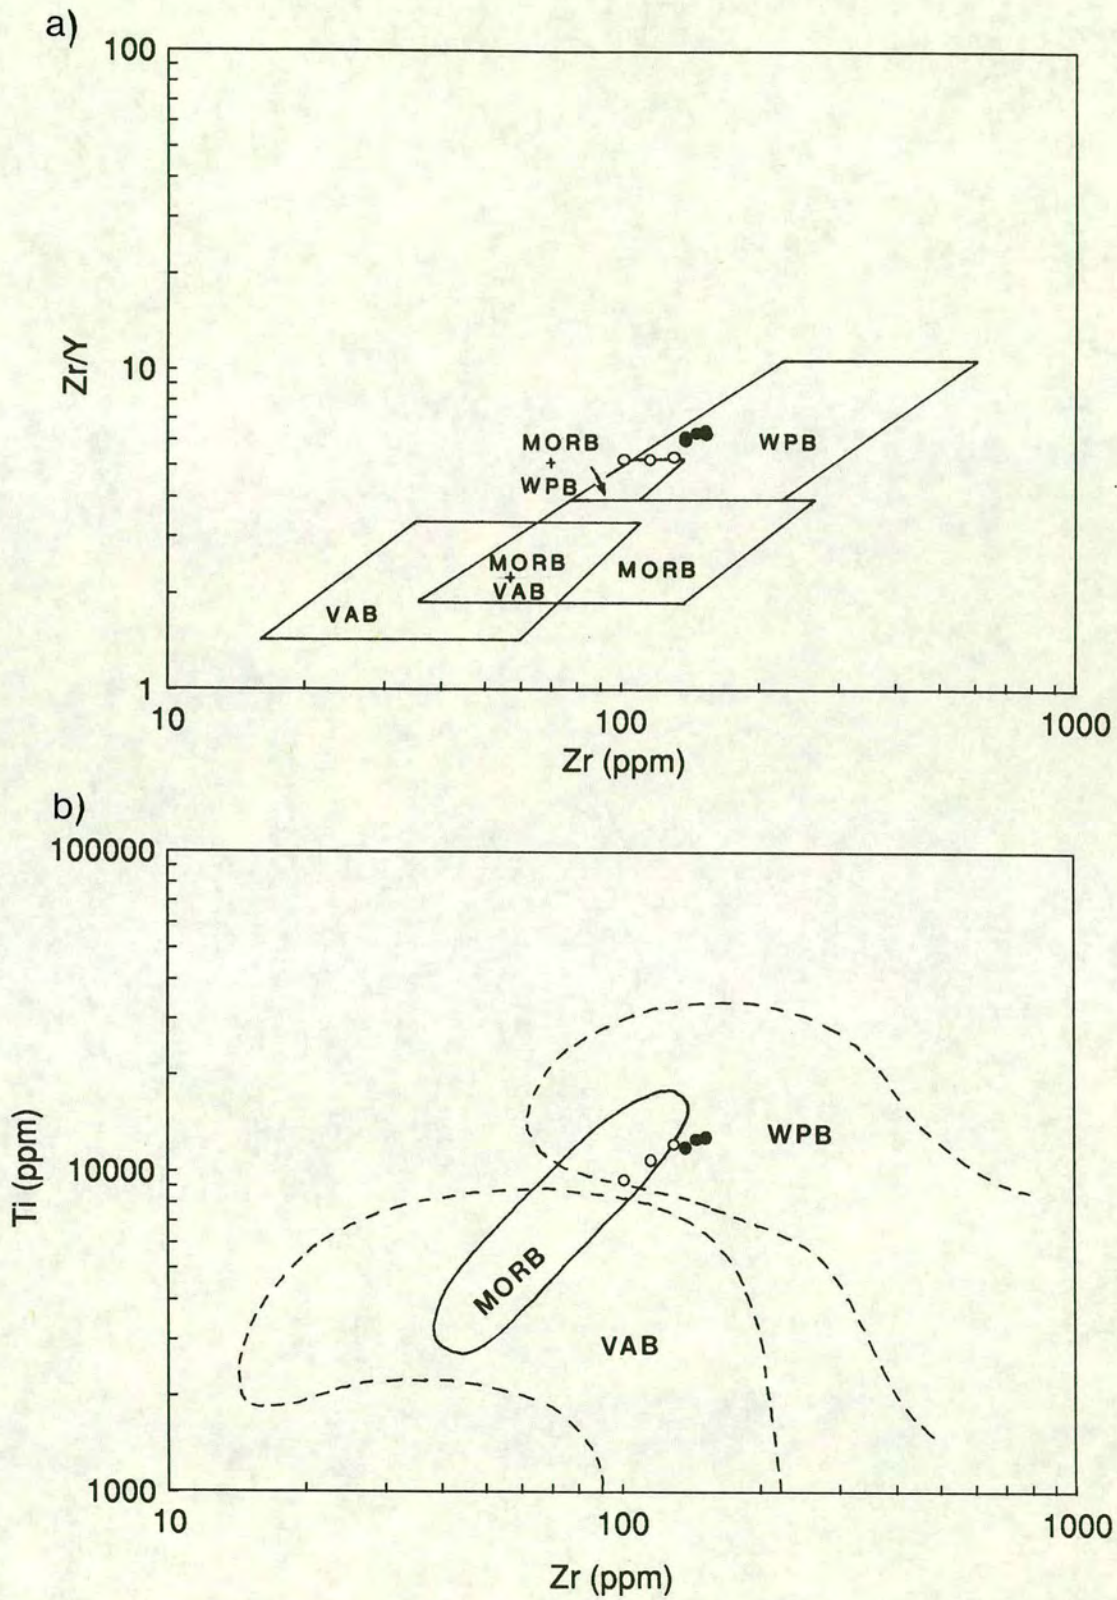 a)
100
10
1
Zr/Y
MORB
+
WPB
WPB
MORB
+
VAB
MORB
VAB
10
100
1000
Zr (ppm)
b)
100000
10000
1000
Ti (ppm)
WPB
MORB
VAB
10
100
1000
Zr (ppm)